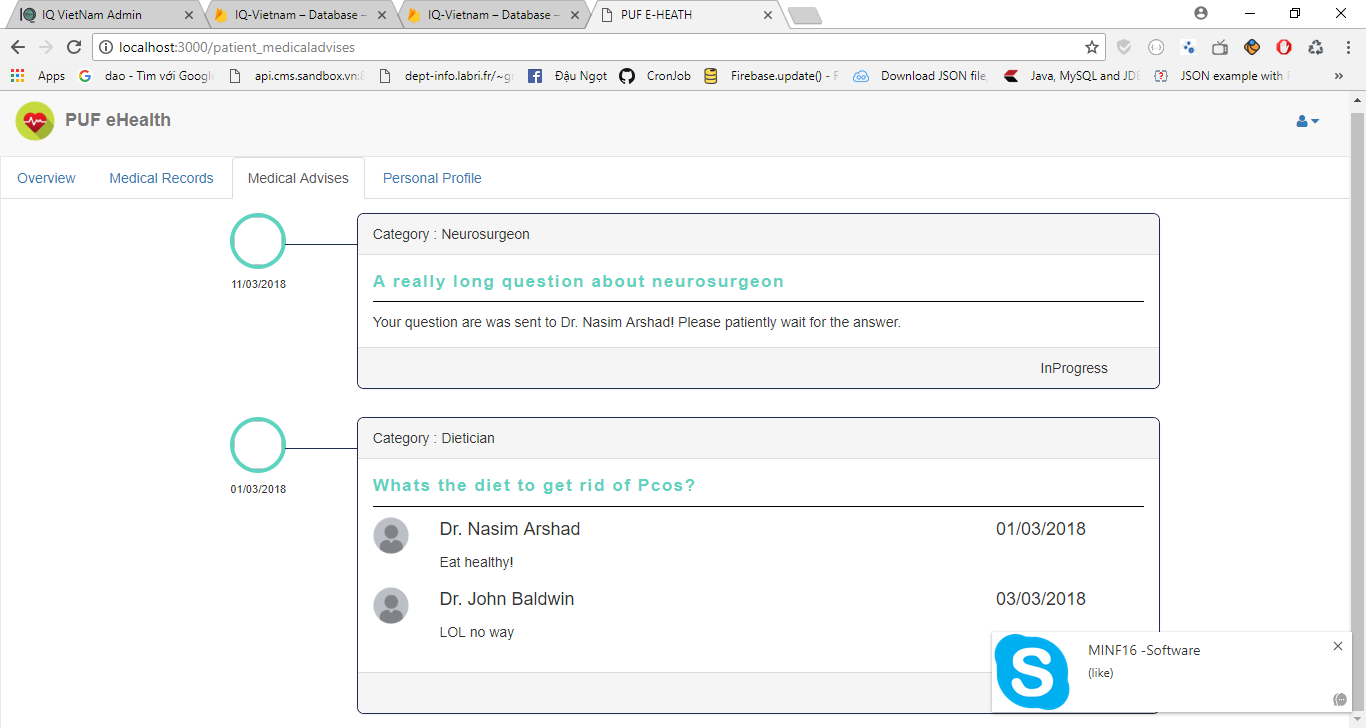 IQ VietNam Admin
IQ-Vietnam – Database –
IQ-Vietnam – Database –
PUF E-HEATH
localhost:3000/patient_medicaladvises
Apps
dao - Tìm với Googl
api.cms.sandbox.vn:8
dept-info.labri.fr/~g
Đậu Ngọt
CronJob
Firebase.update() - F
Download JSON file,
Java, MySQL and JDB
JSON example with F
»
PUF eHealth
Overview
Medical Records
Medical Advises
Personal Profile
Category : Neurosurgeon
A really long question about neurosurgeon
11/03/2018
Your question are was sent to Dr. Nasim Arshad! Please patiently wait for the answer.
InProgress
Category : Dietician
Whats the diet to get rid of Pcos?
01/03/2018
Dr. Nasim Arshad
01/03/2018
Eat healthy!
Dr. John Baldwin
03/03/2018
LOL no way
MINF16 -Software
(like)